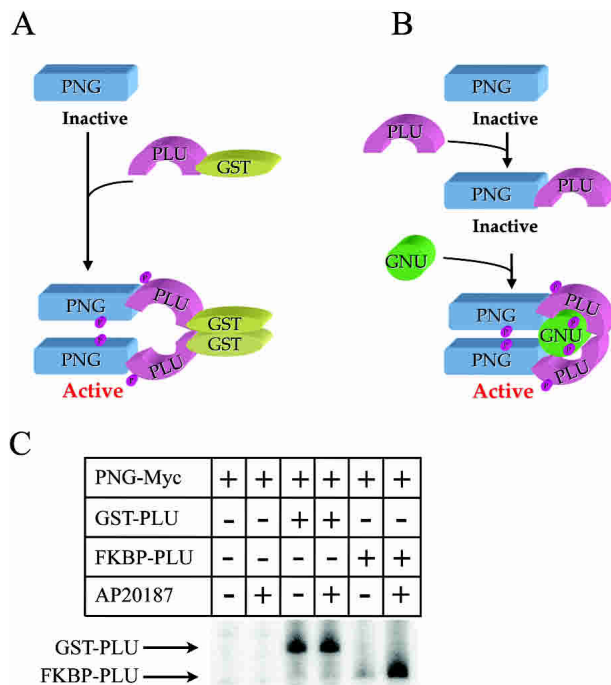 A
PNG
Inactive
PLU
GST
PNG
PLU
P
P
GST
P
GST
PNG
PLU
P
Active
B
PNG
Inactive
PLU
PNG
PLU
Inactive
GNU
PNG
PLU
P
P
P
GNU
P
P
PNG
PLU
P
Active
C
PNG-Myc + + + + + +
GST-PLU - - + + - -
FKBP-PLU - - - - + +
AP20187 - + - + - +
GST-PLU
FKBP-PLU